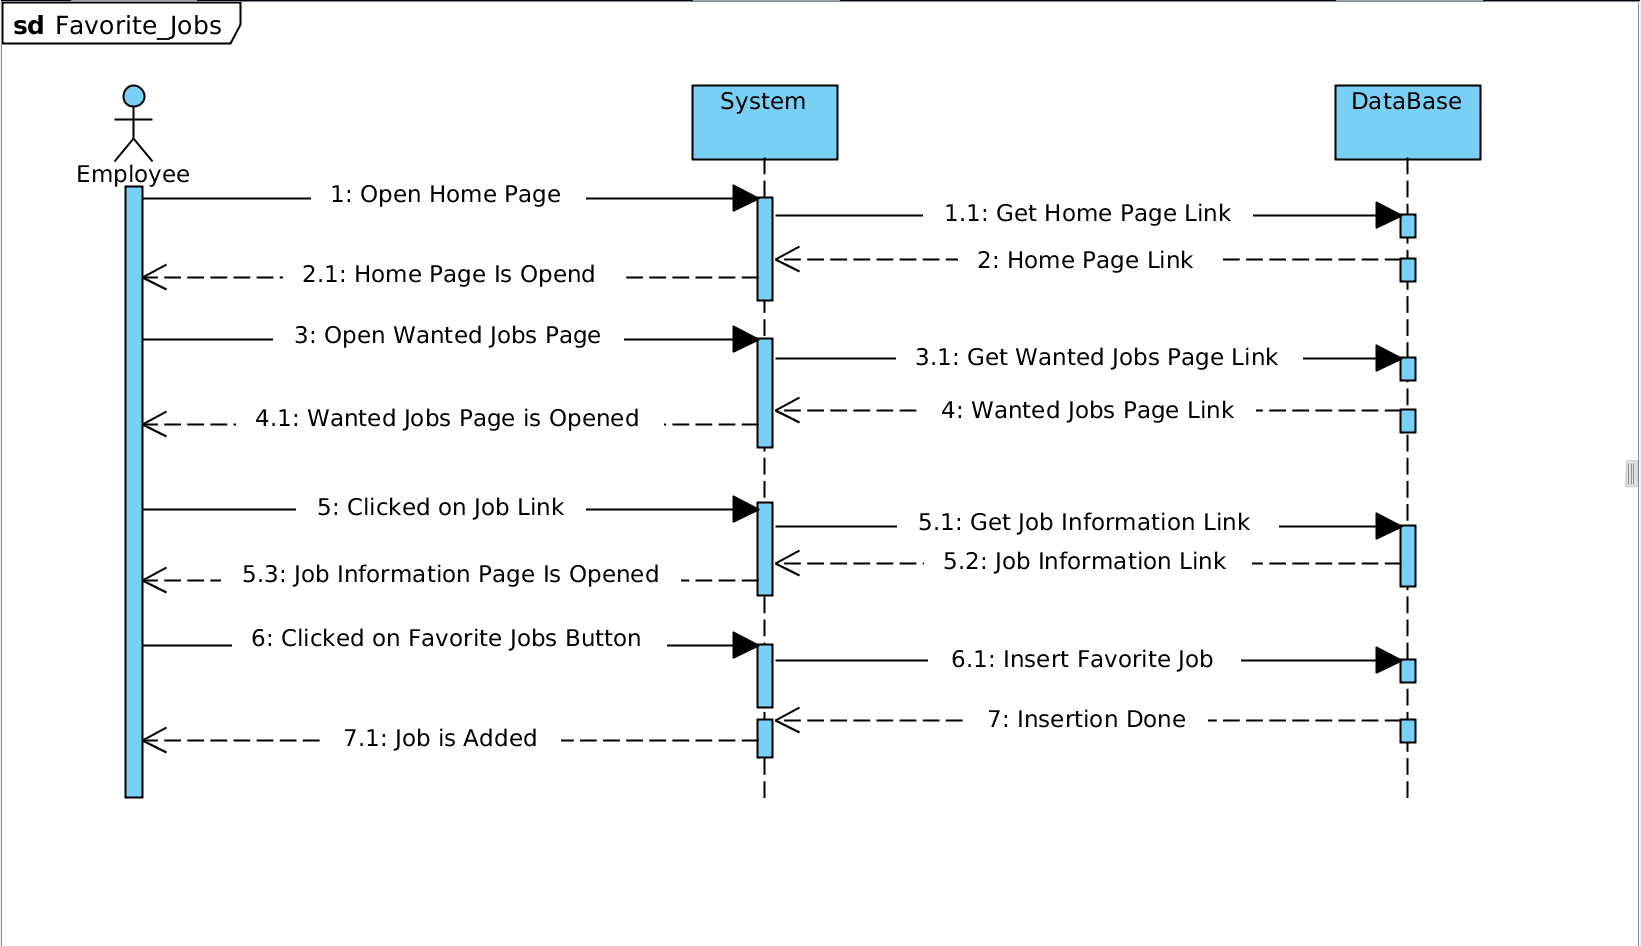 sd Favorite_Jobs
System
DataBase
Employee
1: Open Home Page
1.1: Get Home Page Link
2: Home Page Link
2.1: Home Page Is Opend
3: Open Wanted Jobs Page
3.1: Get Wanted Jobs Page Link
4: Wanted Jobs Page Link
4.1: Wanted Jobs Page is Opened
5: Clicked on Job Link
5.1: Get Job Information Link
5.2: Job Information Link
5.3: Job Information Page Is Opened
6: Clicked on Favorite Jobs Button
6.1: Insert Favorite Job
7: Insertion Done
7.1: Job is Added